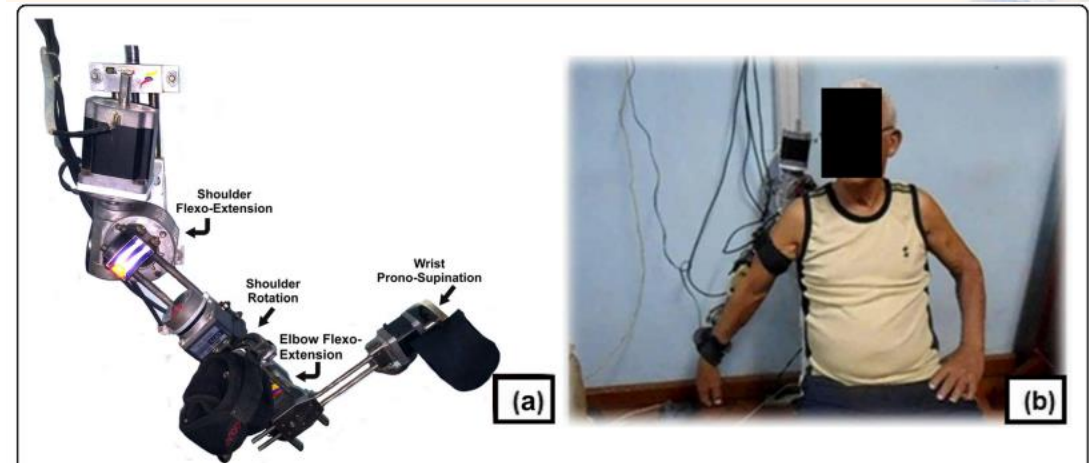 Shoulder
Flexo-Extension
Shoulder
Rotation
Wrist
Prono-Supination
Elbow Flexo-
Extension
(a)
(b)